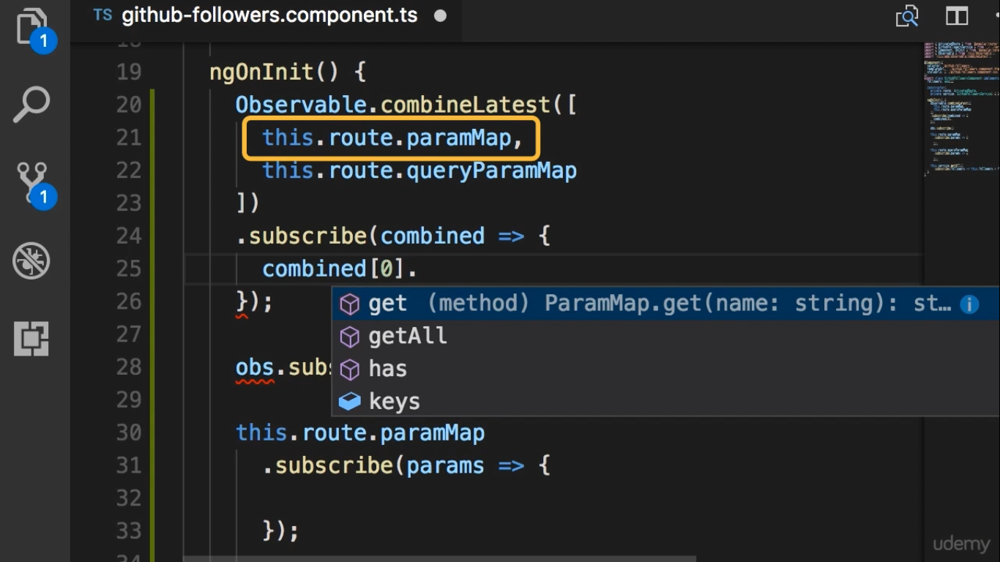 TS github-followers.component.ts
1
19 ngOnInit() {
20 Observable.combineLatest([
21 this.route.paramMap,
22 this.route.queryParamMap
23 ])
24 .subscribe(combined => {
25 combined[0].
26 });
get (method) ParamMap.get(name: string): st…
27
getAll
28 obs.subs
has
29
keys
30 this.route.paramMap
31 .subscribe(params => {
32
33 });
1
udemy